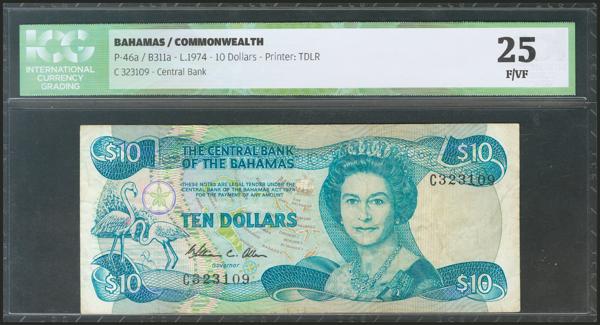 ICG
INTERNATIONAL
CURRENCY
GRADING
BAHAMAS / COMMONWEALTH
P-46a / B311a - L.1974 - 10 Dollars - Printer: TDLR
C 323109 - Central Bank
25
F/VF
$10
THE CENTRAL BANK
OF THE BAHAMAS
$10
THESE NOTES ARE LEGAL TENDER UNDER THE
CENTRAL BANK OF THE BAHAMAS ACT 1974
FOR THE PAYMENT OF ANY AMOUNT
C323109
TEN DOLLARS
Governor
C323109
$10
$10